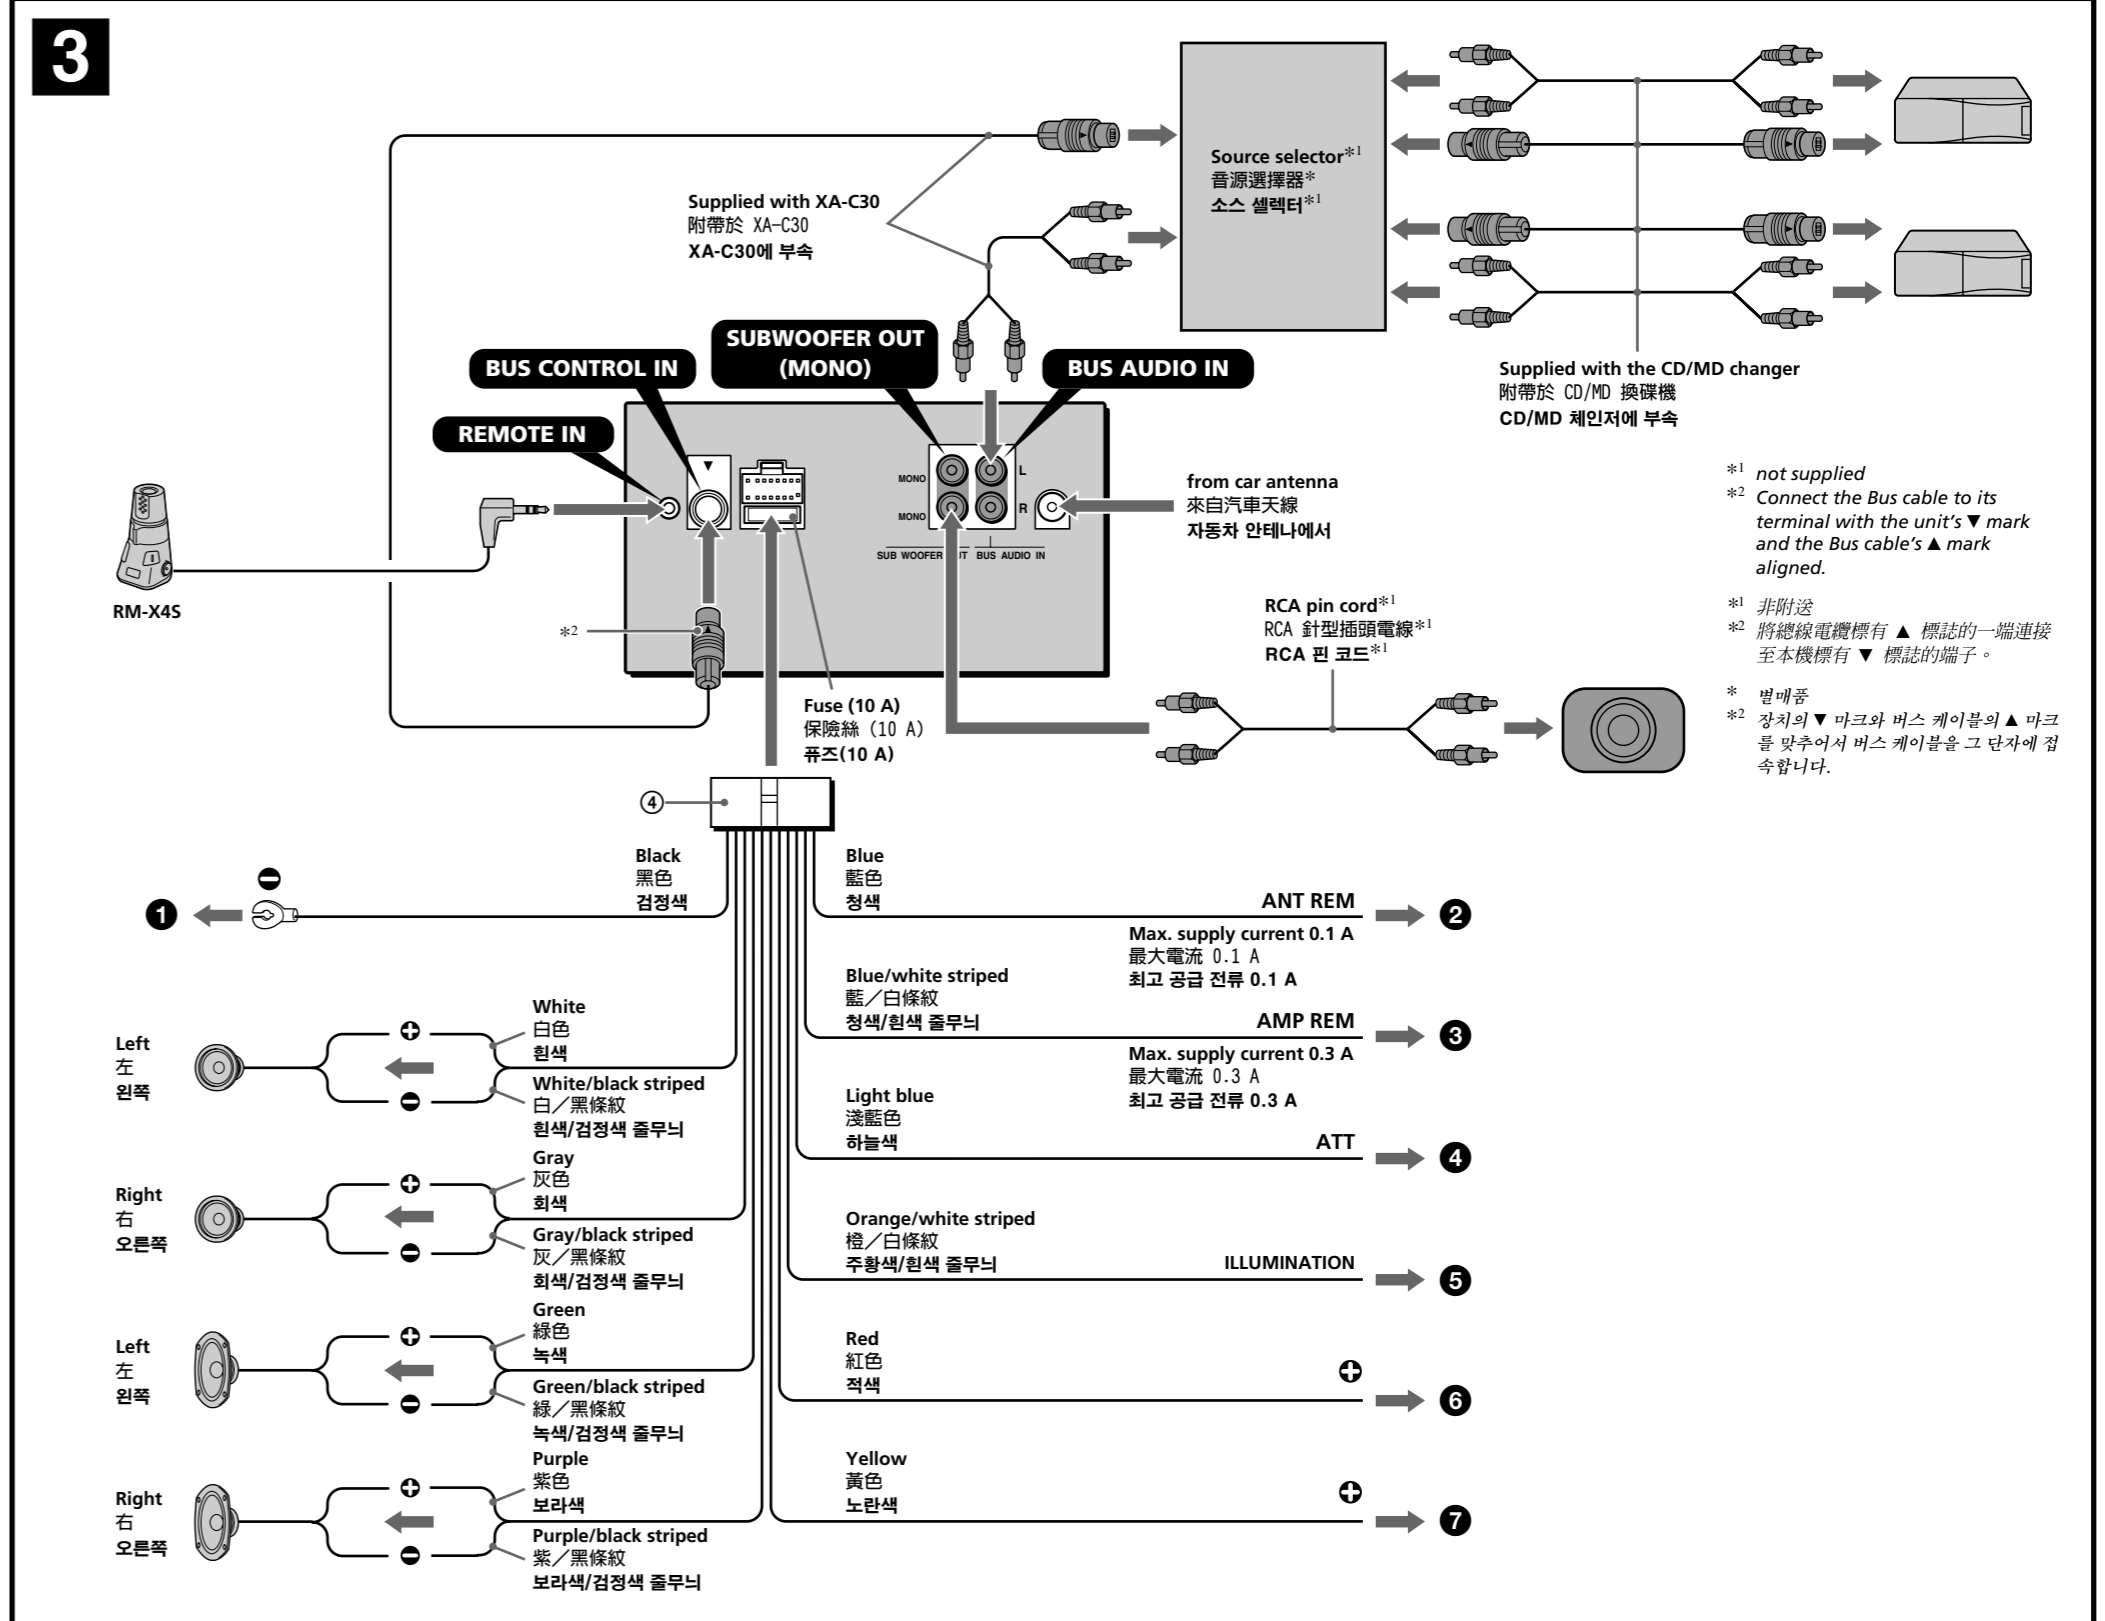 3
Supplied with XA-C30
附帶於 XA-C30
XA-C30에 부속
Source selector*1
音源選擇器*
소스 셀렉터*1
Supplied with the CD/MD changer
附帶於 CD/MD 換碟機
CD/MD 체인저에 부속
SUBWOOFER OUT
(MONO)
BUS CONTROL IN
BUS AUDIO IN
REMOTE IN
▼
MONO
L
MONO
R
SUB WOOFER OUT
BUS AUDIO IN
from car antenna
來自汽車天線
自動차 안테나에서
RM-X4S
*2
▲
Fuse (10 A)
保險絲 (10 A)
퓨즈(10 A)
RCA pin cord*1
RCA 針型插頭電線*1
RCA 핀 코드*1
*1 not supplied
*2 Connect the Bus cable to its
terminal with the unit's ▼ mark
and the Bus cable's ▲ mark
aligned.
*1 非附送
*2 將總線電纜標有 ▲ 標誌的一端連接
至本機標有 ▼ 標誌的端子。
* 별매품
*2 장치의 ▼ 마크와 버스 케이블의 ▲ 마크
를 맞추어서 버스 케이블을 그 단자에 접
속합니다.
④
Black
黑色
검정색
⊖
❶
White
白色
흰색
White/black striped
白／黑條紋
흰색/검정색 줄무늬
Left
左
왼쪽
⊕
⊖
Gray
灰色
회색
Gray/black striped
灰／黑條紋
회색/검정색 줄무늬
Right
右
오른쪽
⊕
⊖
Green
綠色
녹색
Green/black striped
綠／黑條紋
녹색/검정색 줄무늬
Left
左
왼쪽
⊕
⊖
Purple
紫色
보라색
Purple/black striped
紫／黑條紋
보라색/검정색 줄무늬
Right
右
오른쪽
⊕
⊖
Blue
藍色
청색
ANT REM
❷
Max. supply current 0.1 A
最大電流 0.1 A
최고 공급 전류 0.1 A
Blue/white striped
藍／白條紋
청색/흰색 줄무늬
AMP REM
❸
Max. supply current 0.3 A
最大電流 0.3 A
최고 공급 전류 0.3 A
Light blue
淺藍色
하늘색
ATT
❹
Orange/white striped
橙／白條紋
주황색/흰색 줄무늬
ILLUMINATION
❺
Red
紅色
적색
⊕
❻
Yellow
黃色
노란색
⊕
❼